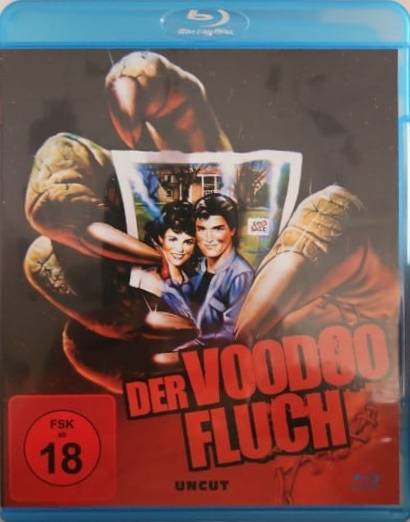 Blu-ray Disc
DER VOODOO
FLUCH
UNCUT
FSK
ab
18